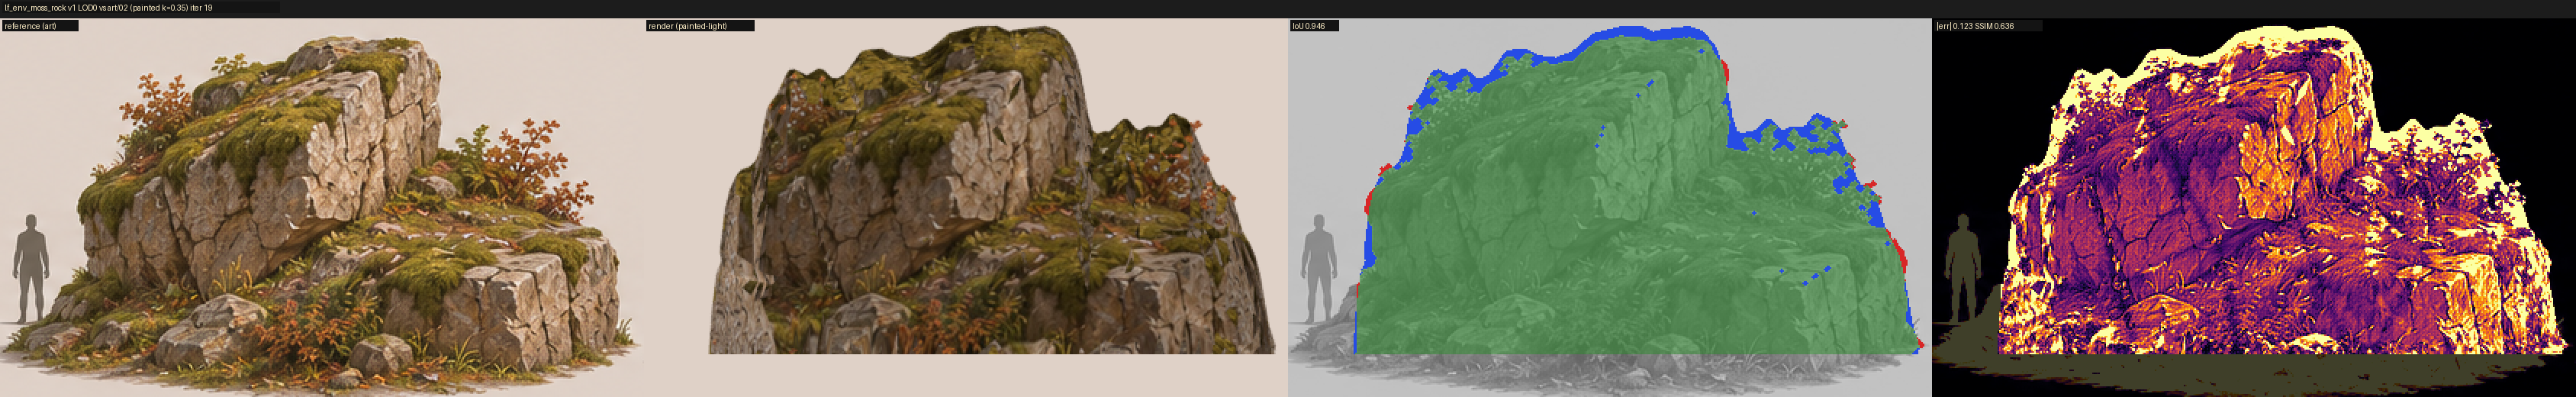 tf_env_moss_rock v1 LOD0 vs art/02 (painted k=0.35) iter 19
reference (art)
render (painted-light)
IoU 0.946
|err| 0.123 SSIM 0.636